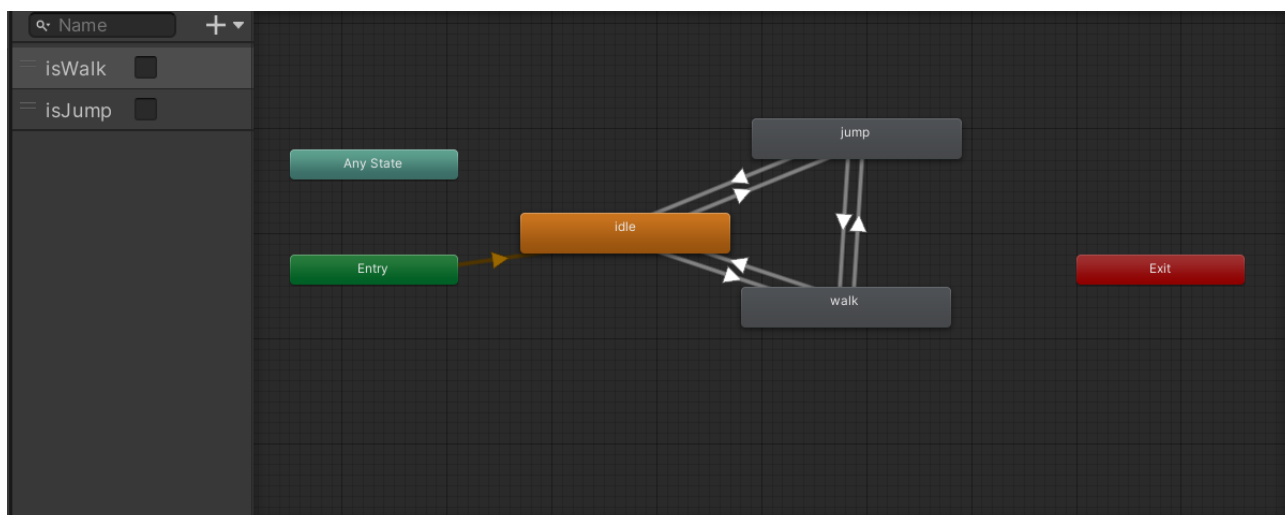 Name
isWalk
isJump
Any State
Entry
idle
jump
walk
Exit